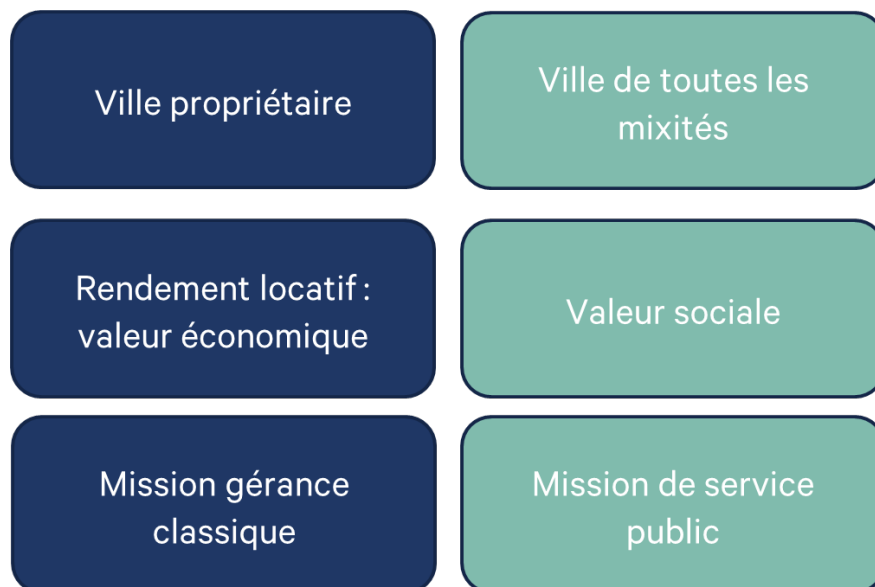 Ville propriétaire
Ville de toutes les
mixités
Rendement locatif :
valeur économique
Valeur sociale
Mission gérance
classique
Mission de service
public